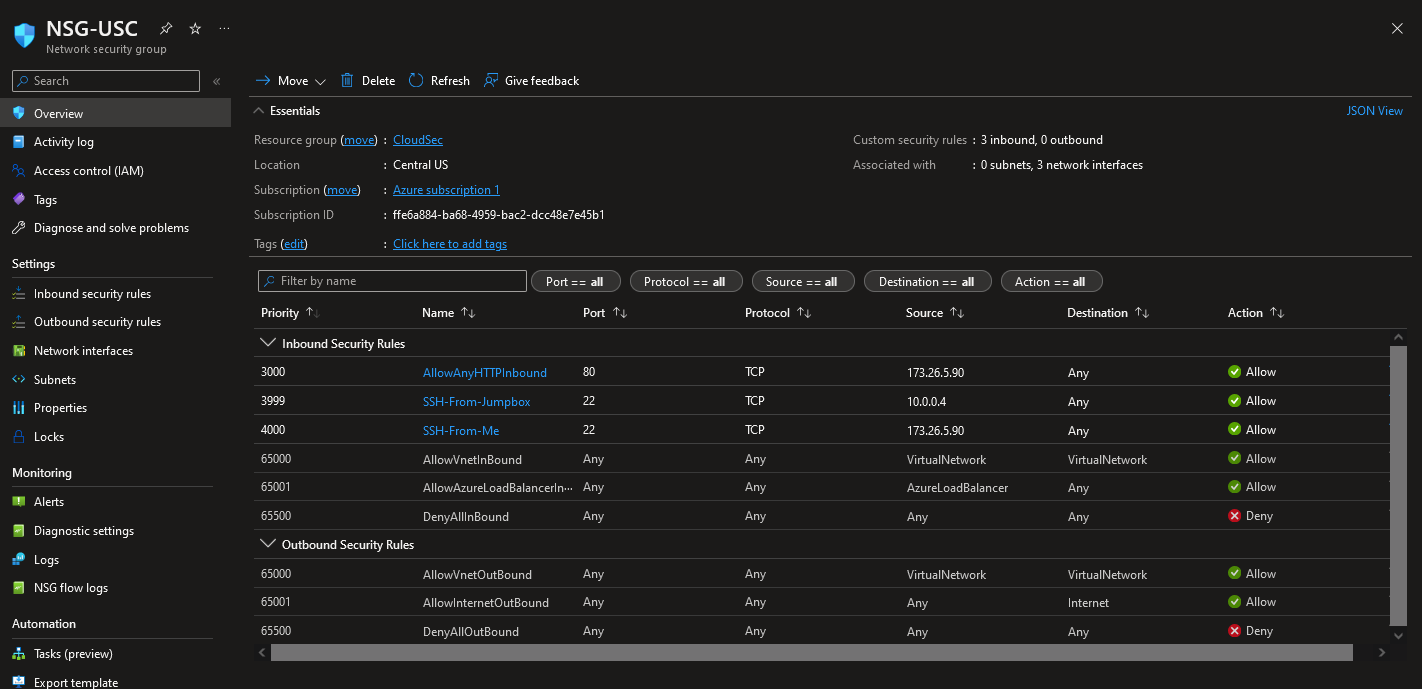 NSG-USC
Network security group
Search
Overview
Activity log
Access control (IAM)
Tags
Diagnose and solve problems
Settings
Inbound security rules
Outbound security rules
Network interfaces
Subnets
Properties
Locks
Monitoring
Alerts
Diagnostic settings
Logs
NSG flow logs
Automation
Tasks (preview)
Export template
Move Delete Refresh Give feedback
Essentials JSON View
Resource group (move) : CloudSec
Location : Central US
Subscription (move) : Azure subscription 1
Subscription ID : ffe6a884-ba68-4959-bac2-dcc48e7e45b1
Tags (edit) : Click here to add tags
Custom security rules : 3 inbound, 0 outbound
Associated with : 0 subnets, 3 network interfaces
Filter by name Port == all Protocol == all Source == all Destination == all Action == all
Priority Name Port Protocol Source Destination Action
Inbound Security Rules
3000 AllowAnyHTTPInbound 80 TCP 173.26.5.90 Any Allow
3999 SSH-From-Jumpbox 22 TCP 10.0.0.4 Any Allow
4000 SSH-From-Me 22 TCP 173.26.5.90 Any Allow
65000 AllowVnetInBound Any Any VirtualNetwork VirtualNetwork Allow
65001 AllowAzureLoadBalancerIn··· Any Any AzureLoadBalancer Any Allow
65500 DenyAllInBound Any Any Any Any Deny
Outbound Security Rules
65000 AllowVnetOutBound Any Any VirtualNetwork VirtualNetwork Allow
65001 AllowInternetOutBound Any Any Any Internet Allow
65500 DenyAllOutBound Any Any Any Any Deny